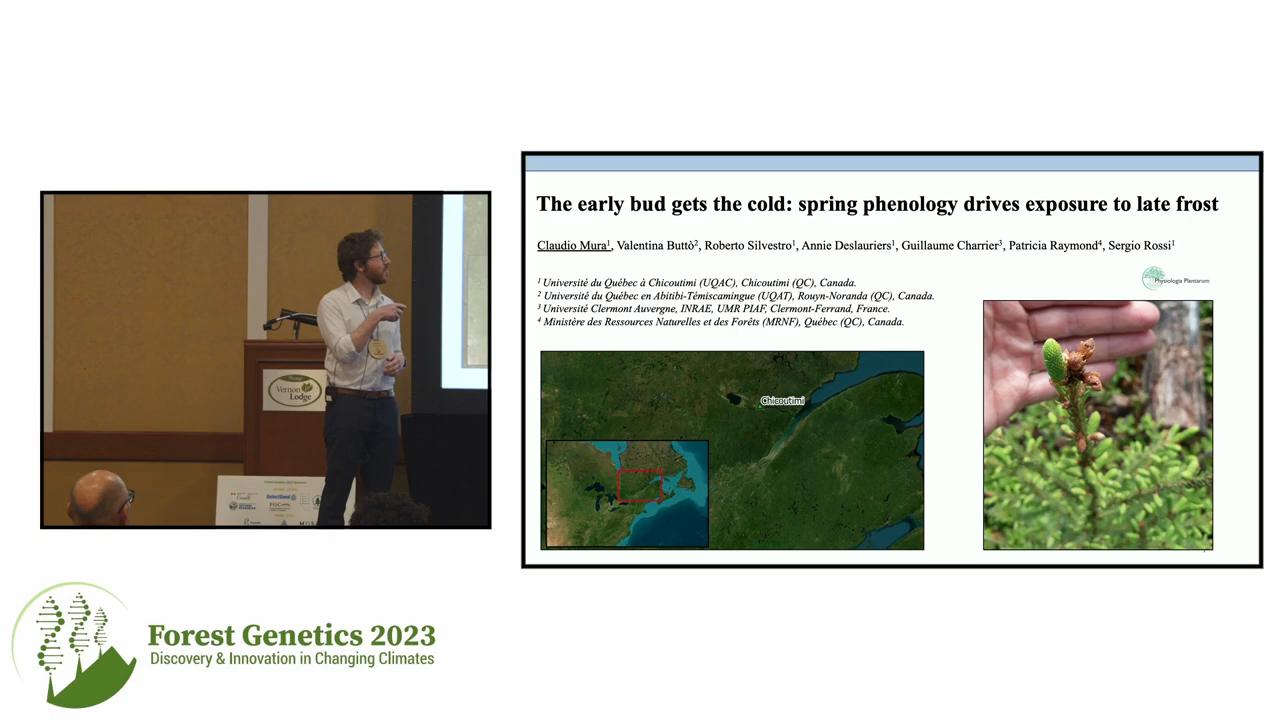 The early bud gets the cold: spring phenology drives exposure to late frost
Claudio Mura¹, Valentina Buttò², Roberto Silvestro¹, Annie Deslauriers¹, Guillaume Charrier³, Patricia Raymond⁴, Sergio Rossi¹
¹ Université du Québec à Chicoutimi (UQAC), Chicoutimi (QC), Canada.
² Université du Québec en Abitibi-Témiscamingue (UQAT), Rouyn-Noranda (QC), Canada.
³ Université Clermont Auvergne, INRAE, UMR PIAF, Clermont-Ferrand, France.
⁴ Ministère des Ressources Naturelles et des Forêts (MRNF), Québec (QC), Canada.
Physiologia Plantarum
Chicoutimi
Vernon
Lodge
Forest Genetics 2023
Discovery & Innovation in Changing Climates